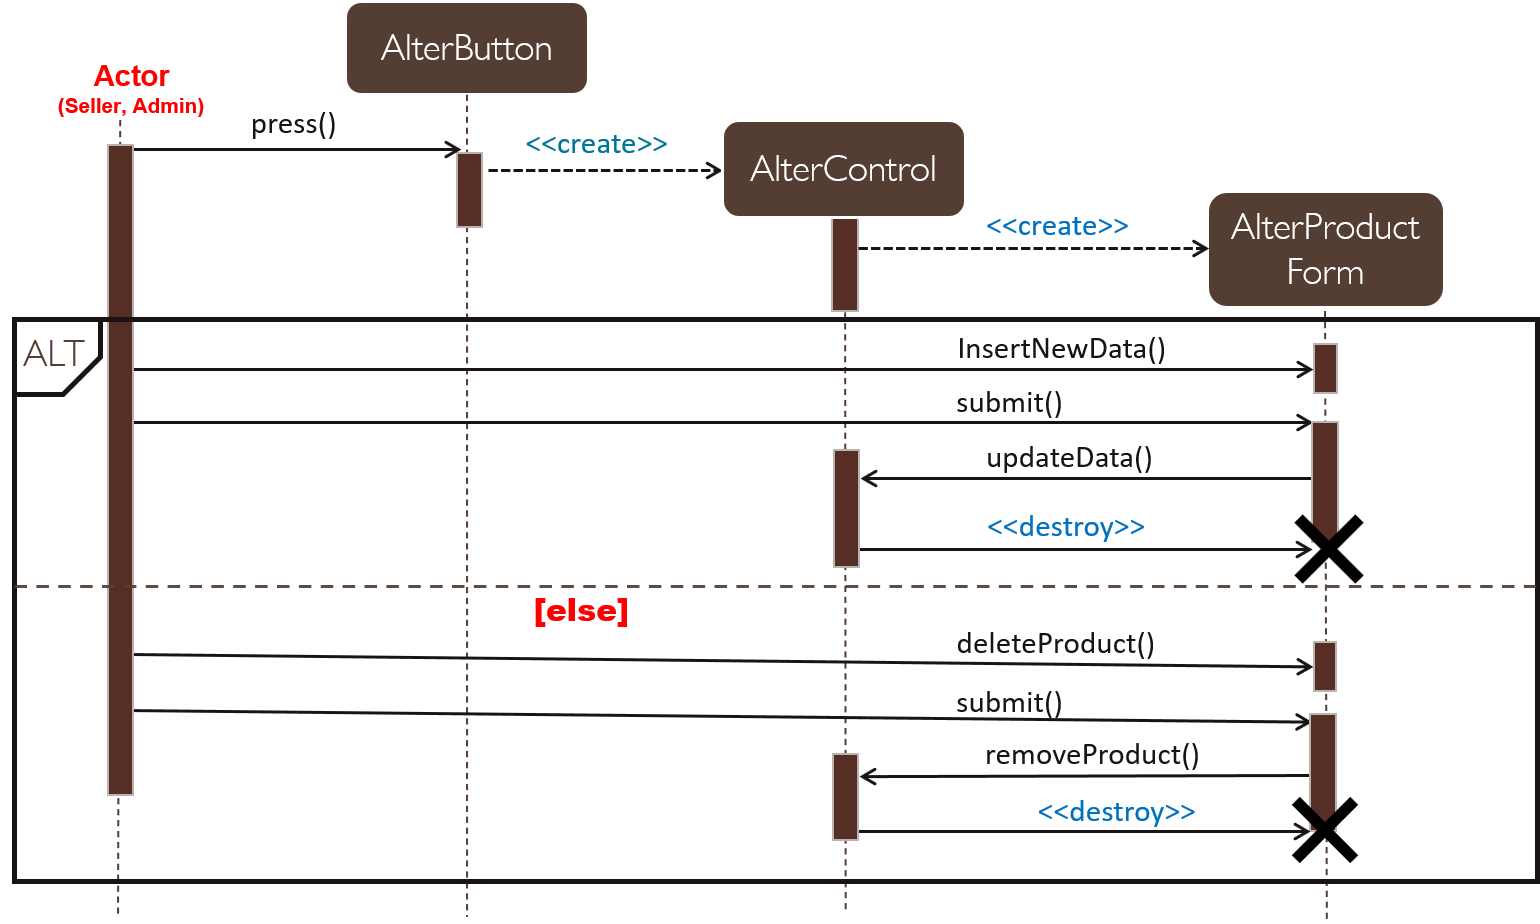 AlterButton
Actor
(Seller, Admin)
press()
<<create>>
AlterControl
<<create>>
AlterProduct
Form
ALT
InsertNewData()
submit()
updateData()
<<destroy>>
[else]
deleteProduct()
submit()
removeProduct()
<<destroy>>